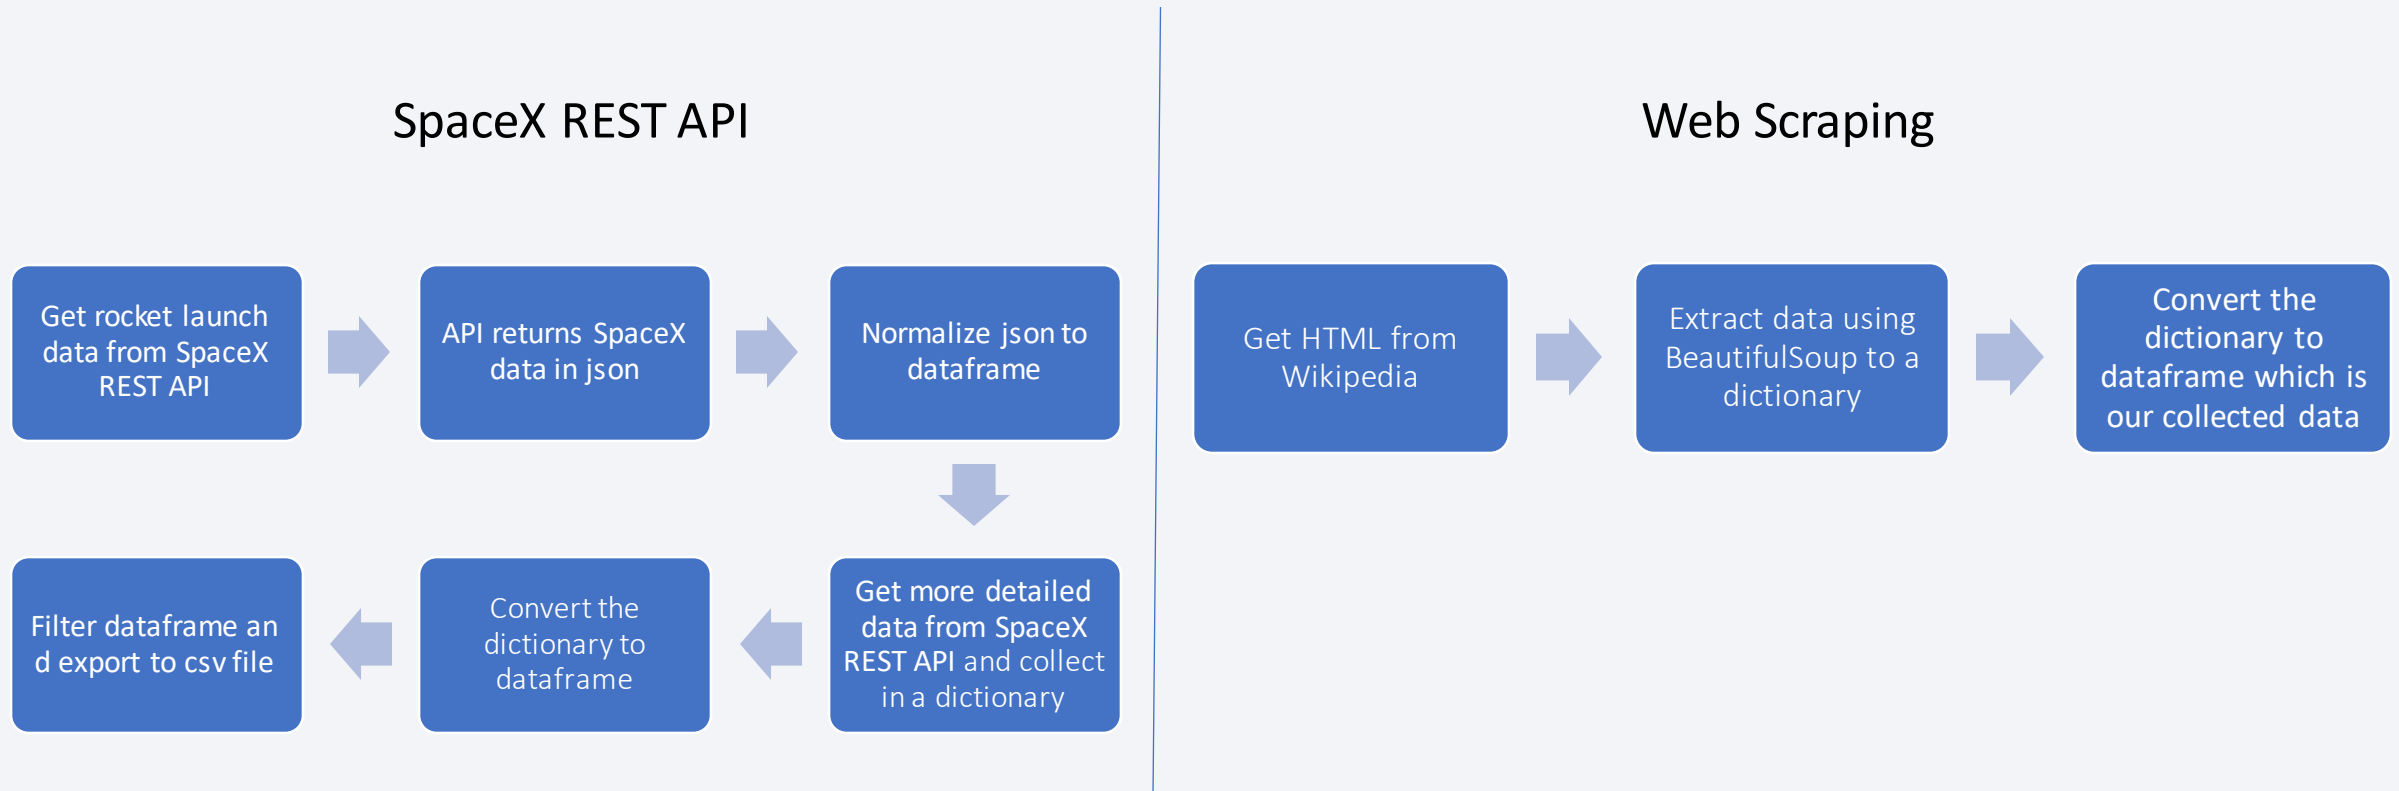 SpaceX REST API
Get rocket launch
data from SpaceX
REST API
API returns SpaceX
data in json
Normalize json to
dataframe
Get more detailed
data from SpaceX
REST API and collect
in a dictionary
Convert the
dictionary to
dataframe
Filter dataframe an
d export to csv file
Web Scraping
Get HTML from
Wikipedia
Extract data using
BeautifulSoup to a
dictionary
Convert the
dictionary to
dataframe which is
our collected data